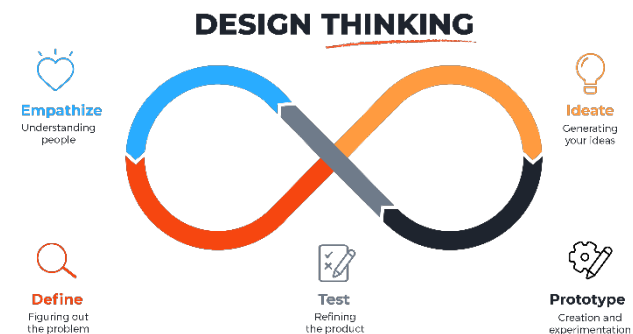 DESIGN THINKING
Empathize
Understanding
people
Ideate
Generating
your ideas
Define
Figuring out
the problem
Test
Refining
the product
Prototype
Creation and
experimentation